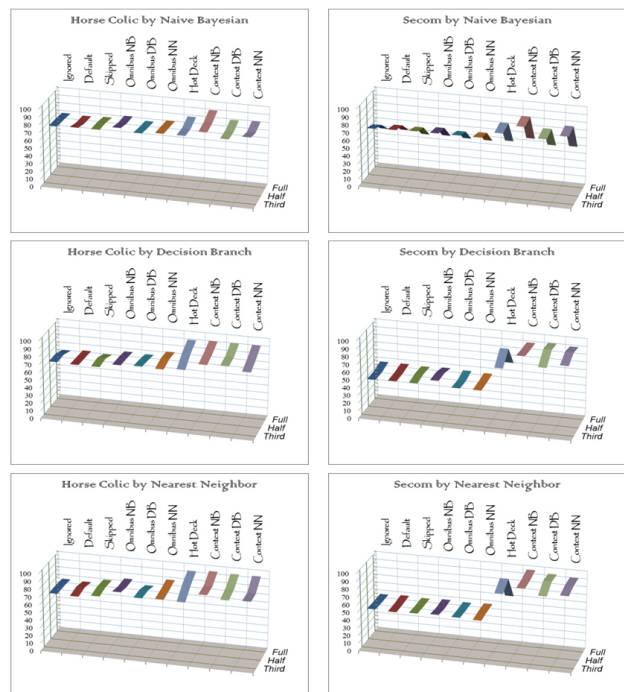 Horse Colic by Naive Bayesian
Ignored
Default
Skipped
Omnibus NB
Omnibus DB
Omnibus NN
Hot Deck
Context NB
Context DB
Context NN
100
90
80
70
60
50
40
30
20
10
0
Full
Half
Third
Secom by Naive Bayesian
Ignored
Default
Skipped
Omnibus NB
Omnibus DB
Omnibus NN
Hot Deck
Context NB
Context DB
Context NN
100
90
80
70
60
50
40
30
20
10
0
Full
Half
Third
Horse Colic by Decision Branch
Ignored
Default
Skipped
Omnibus NB
Omnibus DB
Omnibus NN
Hot Deck
Context NB
Context DB
Context NN
100
90
80
70
60
50
40
30
20
10
0
Full
Half
Third
Secom by Decision Branch
Ignored
Default
Skipped
Omnibus NB
Omnibus DB
Omnibus NN
Hot Deck
Context NB
Context DB
Context NN
100
90
80
70
60
50
40
30
20
10
0
Full
Half
Third
Horse Colic by Nearest Neighbor
Ignored
Default
Skipped
Omnibus NB
Omnibus DB
Omnibus NN
Hot Deck
Context NB
Context DB
Context NN
100
90
80
70
60
50
40
30
20
10
0
Full
Half
Third
Secom by Nearest Neighbor
Ignored
Default
Skipped
Omnibus NB
Omnibus DB
Omnibus NN
Hot Deck
Context NB
Context DB
Context NN
100
90
80
70
60
50
40
30
20
10
0
Full
Half
Third